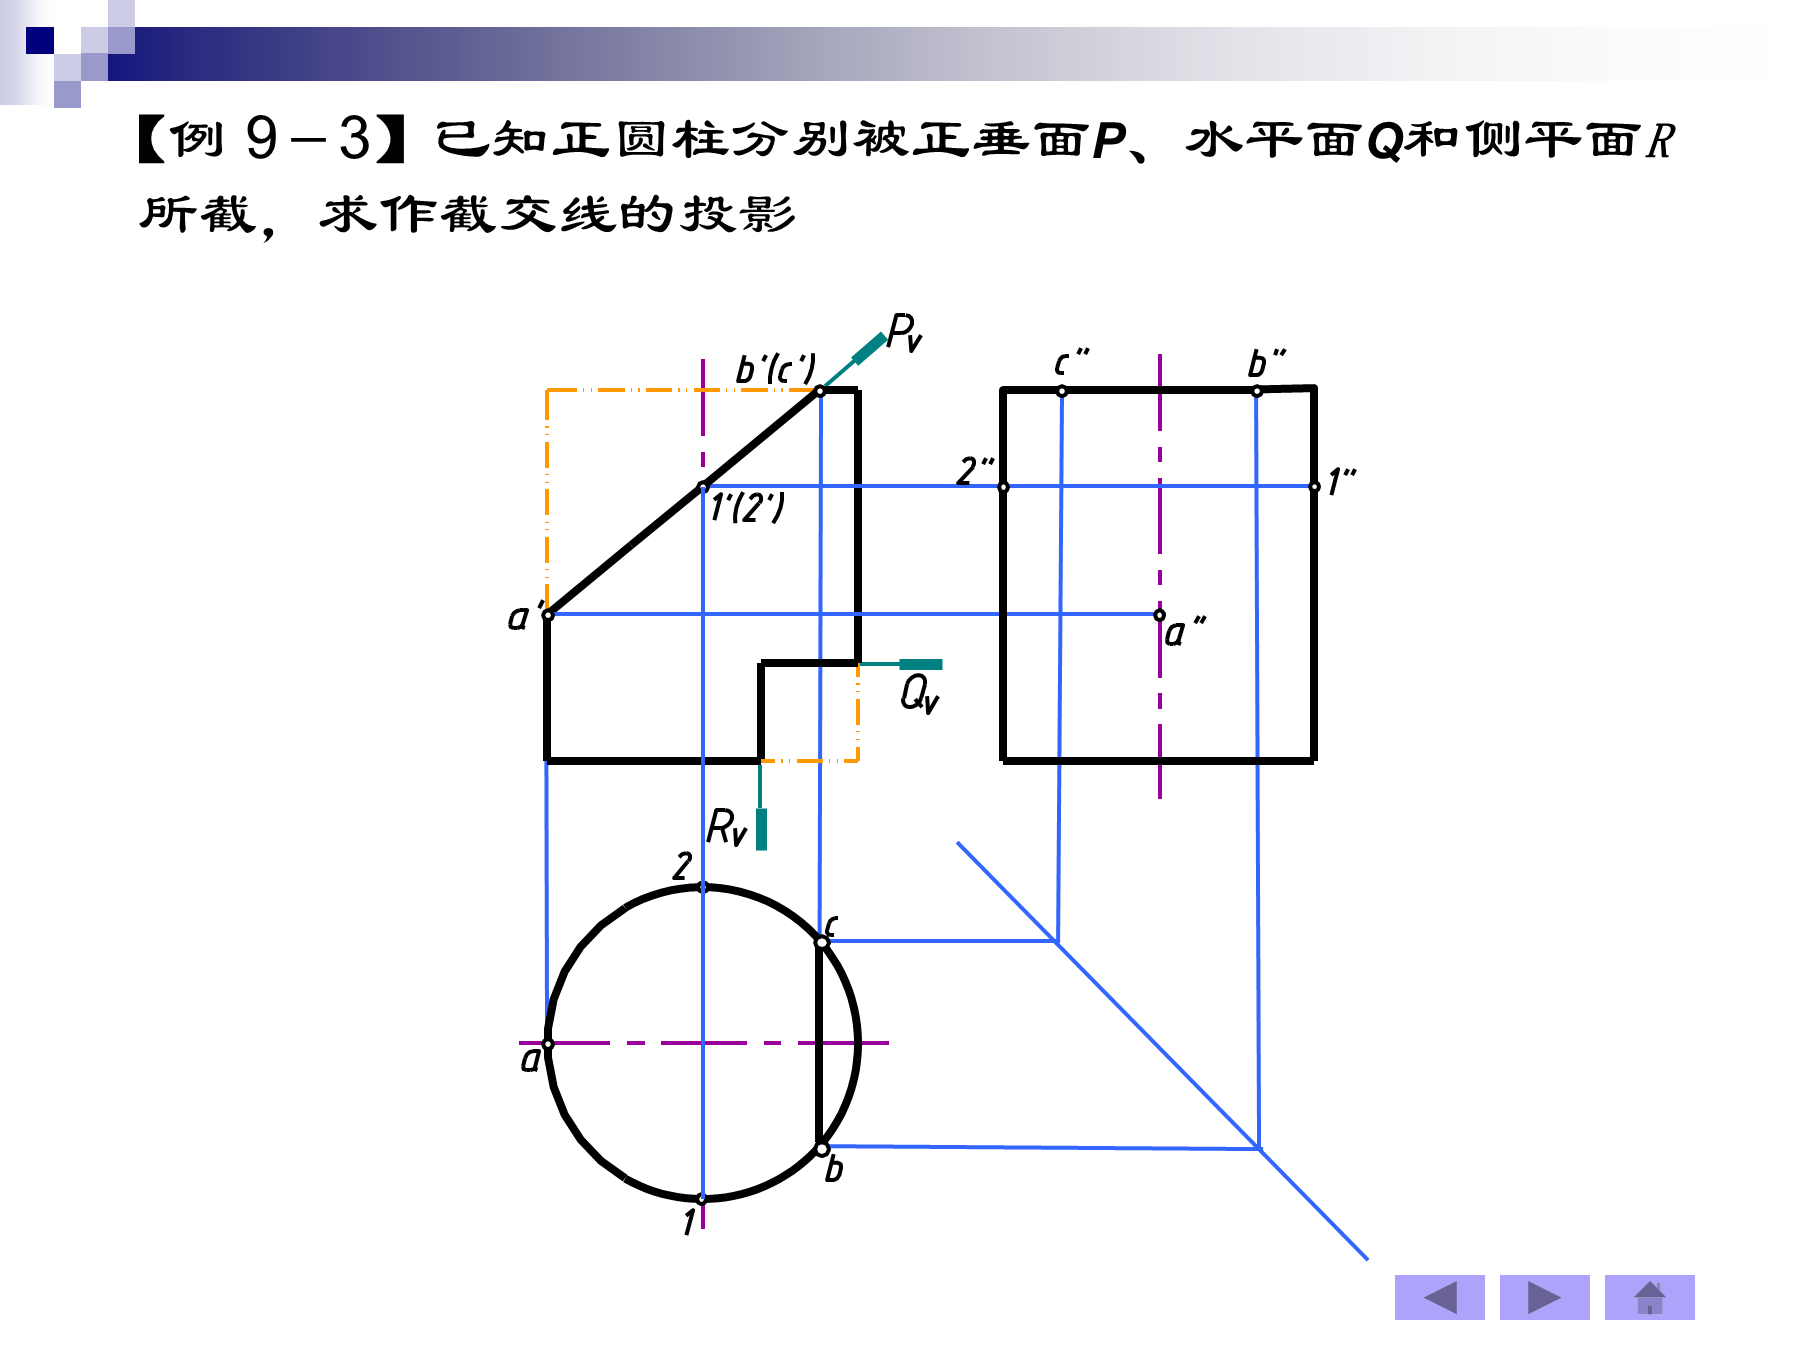 【例 9－3】已知正圆柱分别被正垂面P、水平面Q和侧平面R
所截，求作截交线的投影
Pv
b'(c')
c"
b"
2"
1"
1'(2')
a'
a"
Qv
Rv
2
c
a
b
1